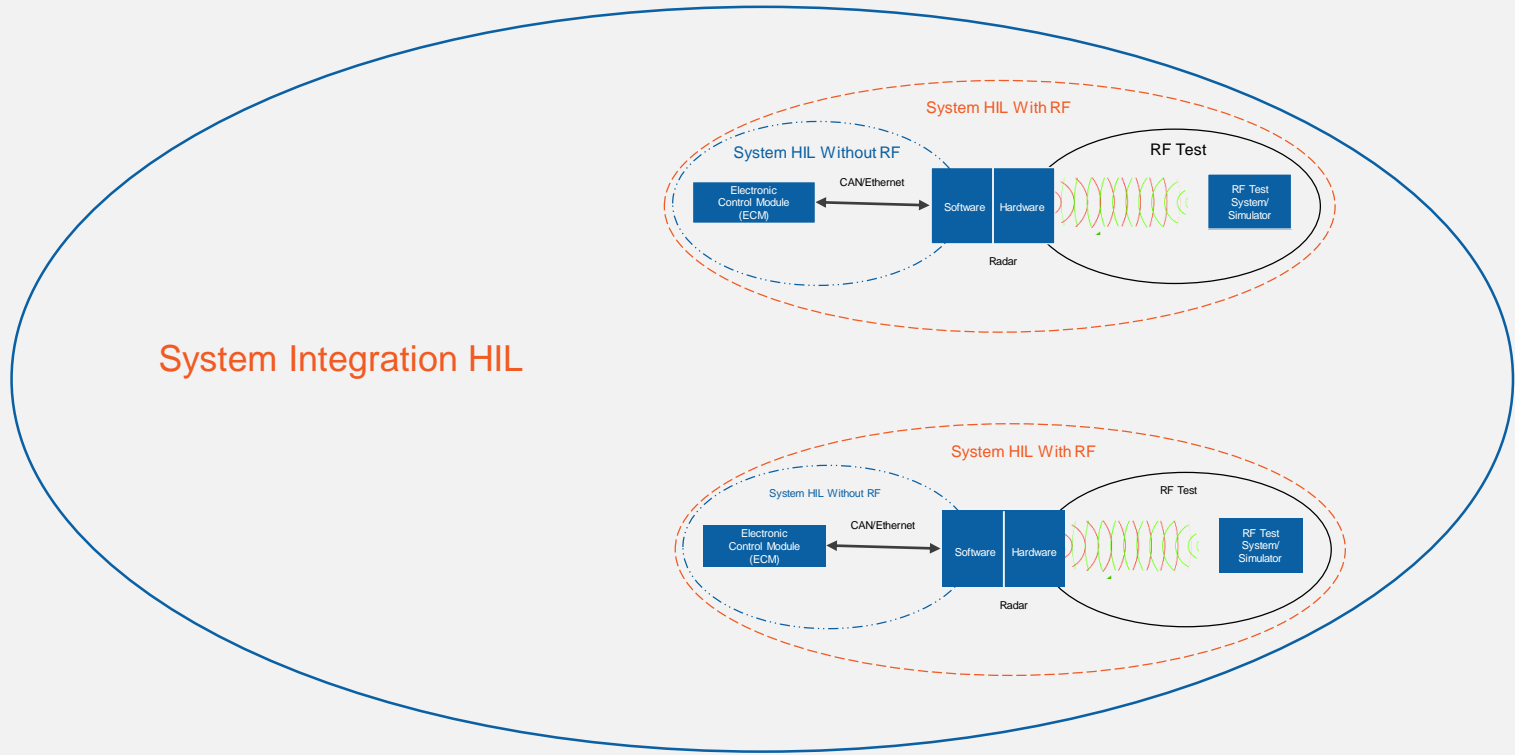 System Integration HIL
System HIL With RF
System HIL Without RF
RF Test
CAN/Ethernet
Electronic
Control Module
(ECM)
Software
Hardware
RF Test
System/
Simulator
Radar
System HIL With RF
System HIL Without RF
RF Test
CAN/Ethernet
Electronic
Control Module
(ECM)
Software
Hardware
RF Test
System/
Simulator
Radar